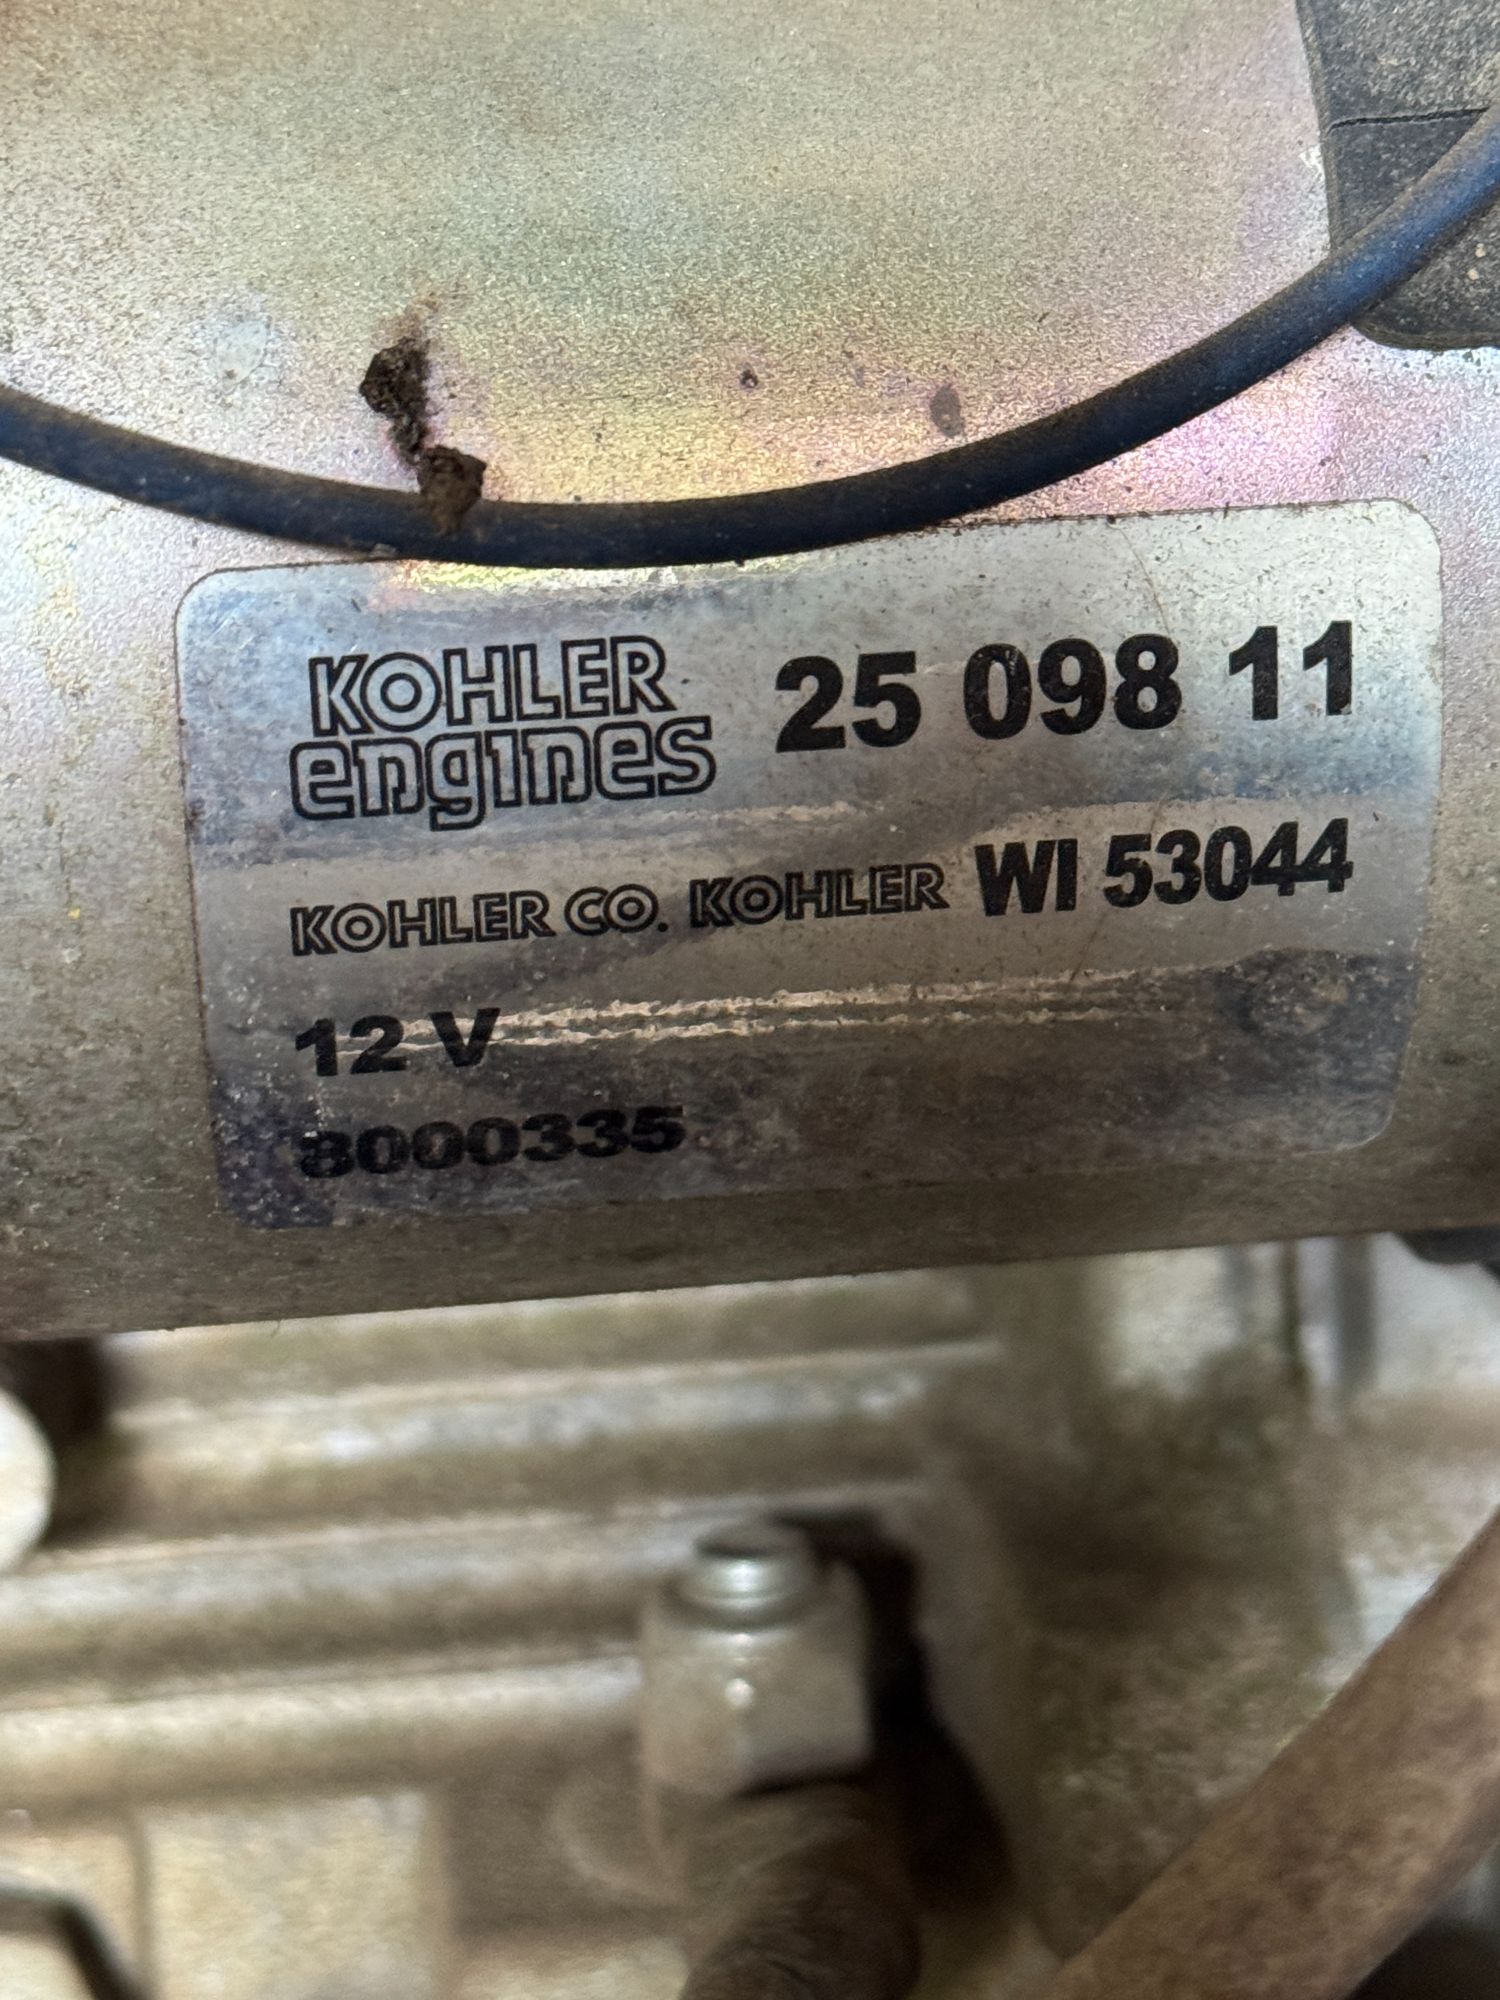 KOHLER
engines
25 098 11
KOHLER CO. KOHLER WI 53044
12 V
8000335